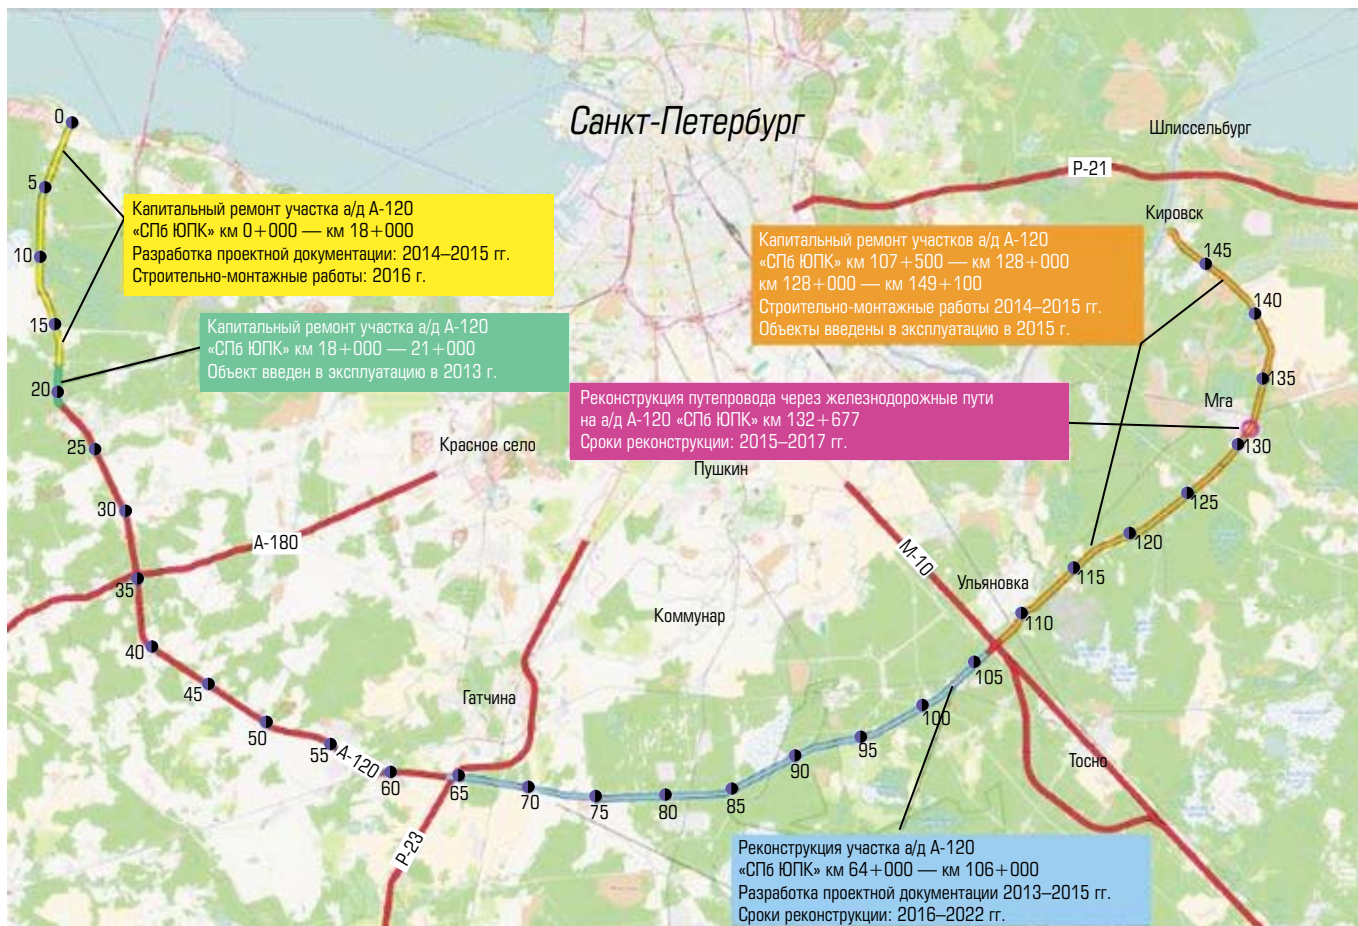 Санкт-Петербург
Шлиссельбург
Р-21
Кировск
0
5
10
15
20
25
30
35
40
45
50
55
60
65
70
75
80
85
90
95
100
105
110
115
120
125
130
135
140
145
Капитальный ремонт участка а/д А-120
«СПб ЮПК» км 0+000 — км 18+000
Разработка проектной документации: 2014–2015 гг.
Строительно-монтажные работы: 2016 г.
Капитальный ремонт участка а/д А-120
«СПб ЮПК» км 18+000 — 21+000
Объект введен в эксплуатацию в 2013 г.
Капитальный ремонт участков а/д А-120
«СПб ЮПК» км 107+500 — км 128+000
км 128+000 — км 149+100
Строительно-монтажные работы 2014–2015 гг.
Объекты введены в эксплуатацию в 2015 г.
Реконструкция путепровода через железнодорожные пути
на а/д А-120 «СПб ЮПК» км 132+677
Сроки реконструкции: 2015–2017 гг.
Мга
Красное село
Пушкин
А-180
М-10
Ульяновка
Коммунар
Гатчина
А-120
Тосно
Р-23
Реконструкция участка а/д А-120
«СПб ЮПК» км 64+000 — км 106+000
Разработка проектной документации 2013–2015 гг.
Сроки реконструкции: 2016–2022 гг.